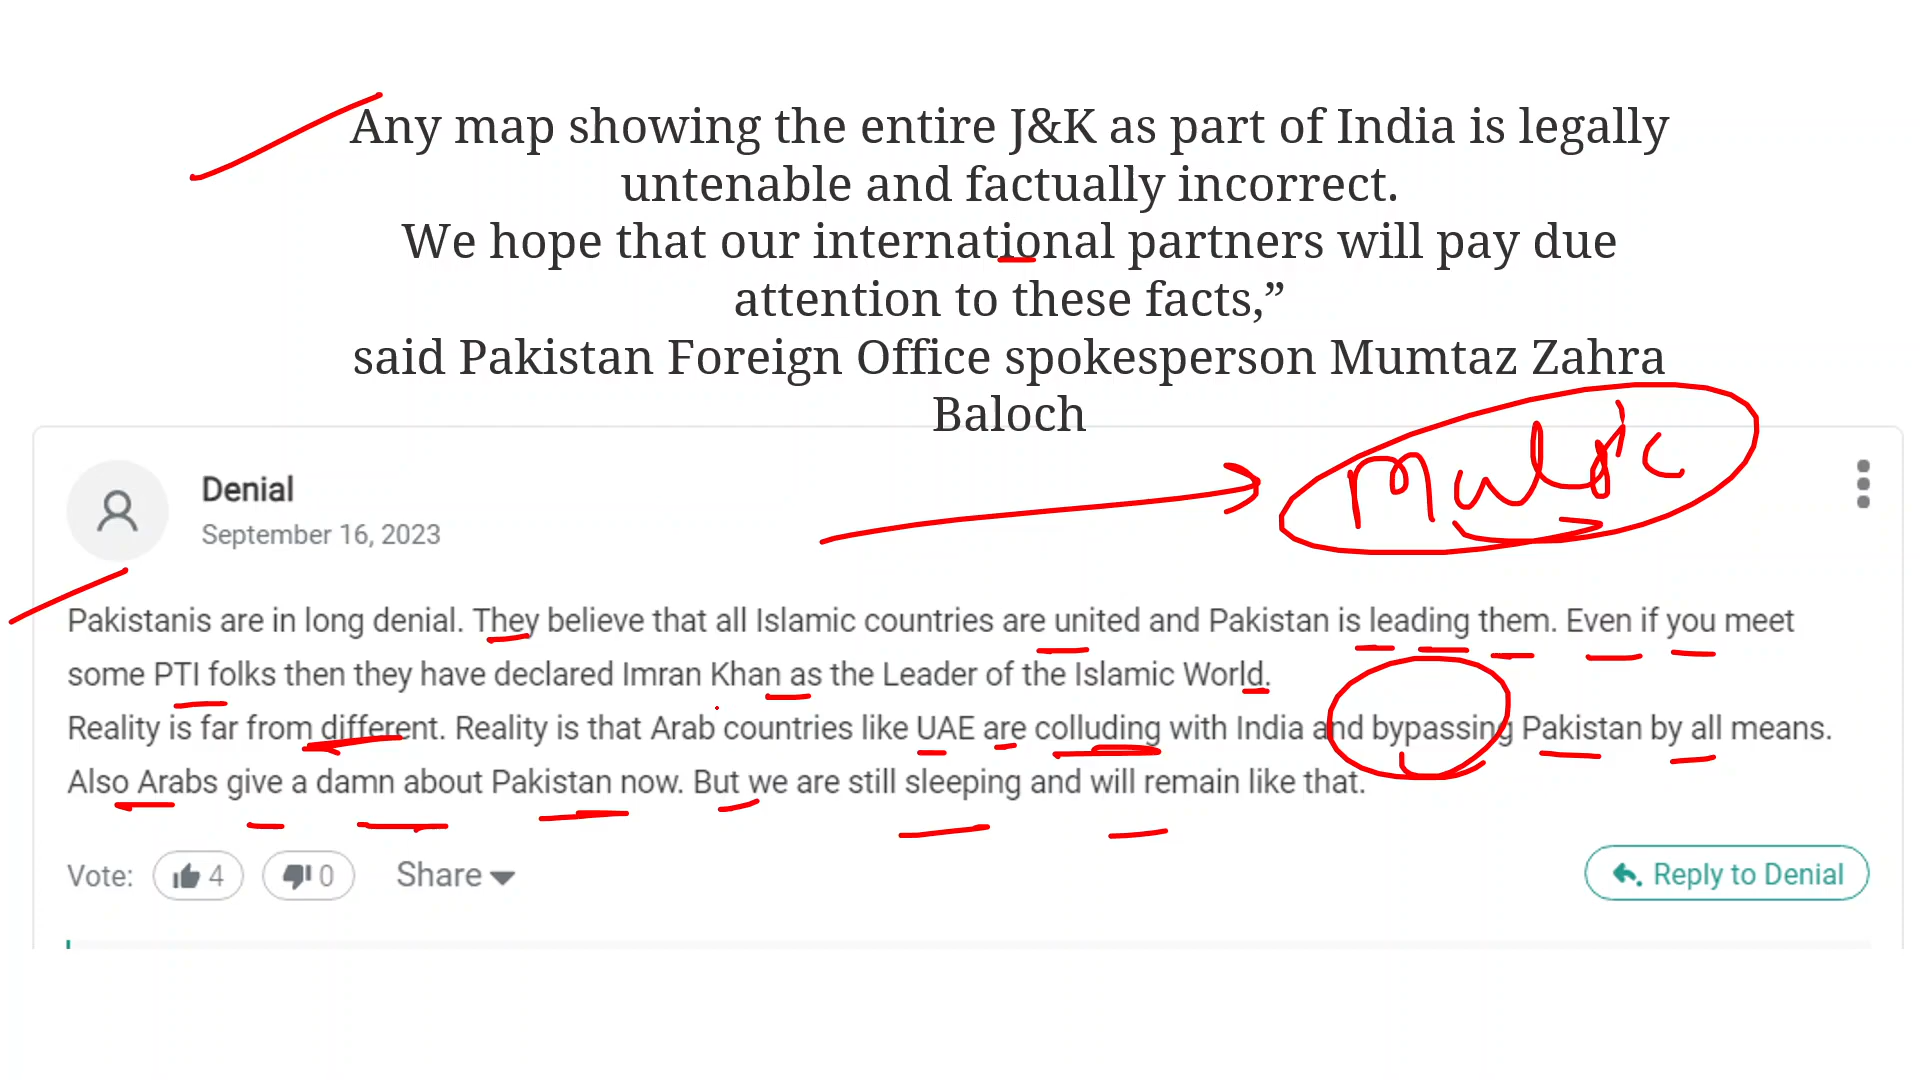 Any map showing the entire J&K as part of India is legally
untenable and factually incorrect.
We hope that our international partners will pay due
attention to these facts,”
said Pakistan Foreign Office spokesperson Mumtaz Zahra
Baloch
Denial
September 16, 2023
Pakistanis are in long denial. They believe that all Islamic countries are united and Pakistan is leading them. Even if you meet
some PTI folks then they have declared Imran Khan as the Leader of the Islamic World.
Reality is far from different. Reality is that Arab countries like UAE are colluding with India and bypassing Pakistan by all means.
Also Arabs give a damn about Pakistan now. But we are still sleeping and will remain like that.
Vote: 4 0 Share Reply to Denial